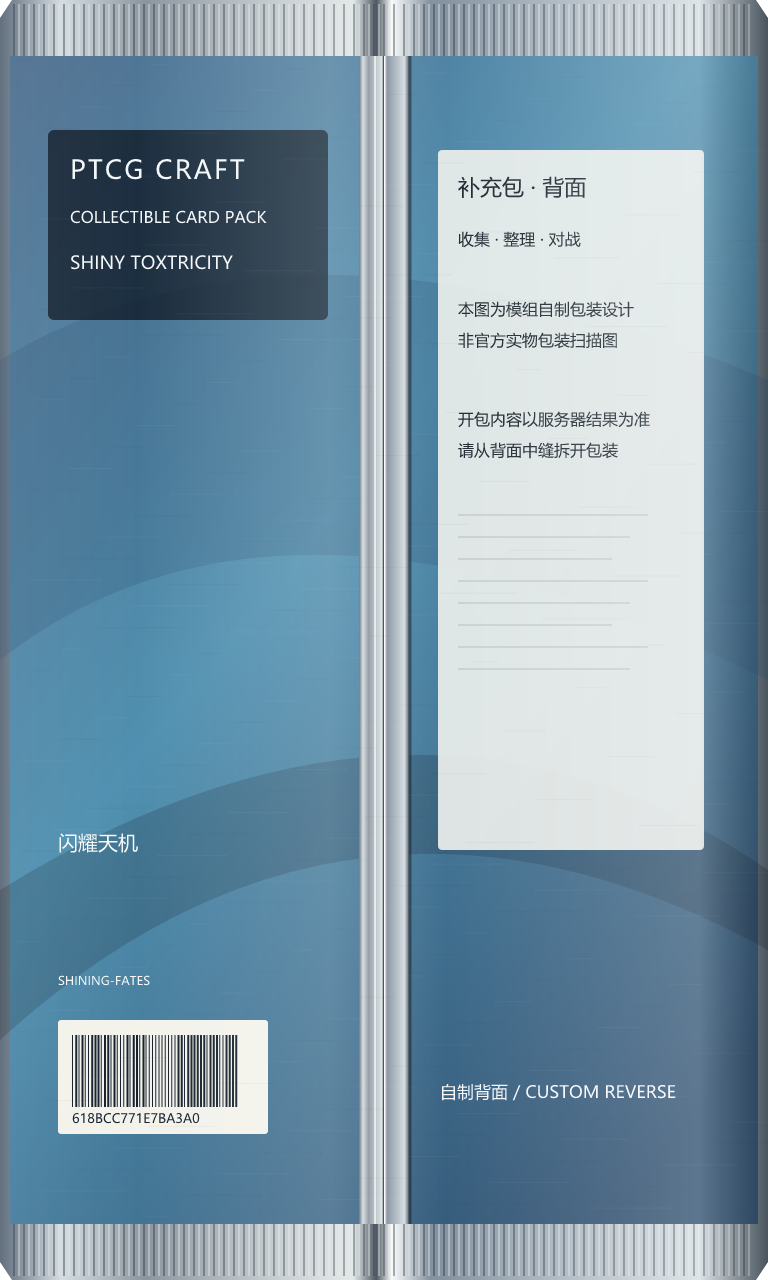 PTCG CRAFT
COLLECTIBLE CARD PACK
SHINY TOXTRICITY
闪耀天机
SHINING-FATES
618BCC771E7BA3A0
补充包 · 背面
收集 · 整理 · 对战
本图为模组自制包装设计
非官方实物包装扫描图
开包内容以服务器结果为准
请从背面中缝拆开包装
自制背面 / CUSTOM REVERSE